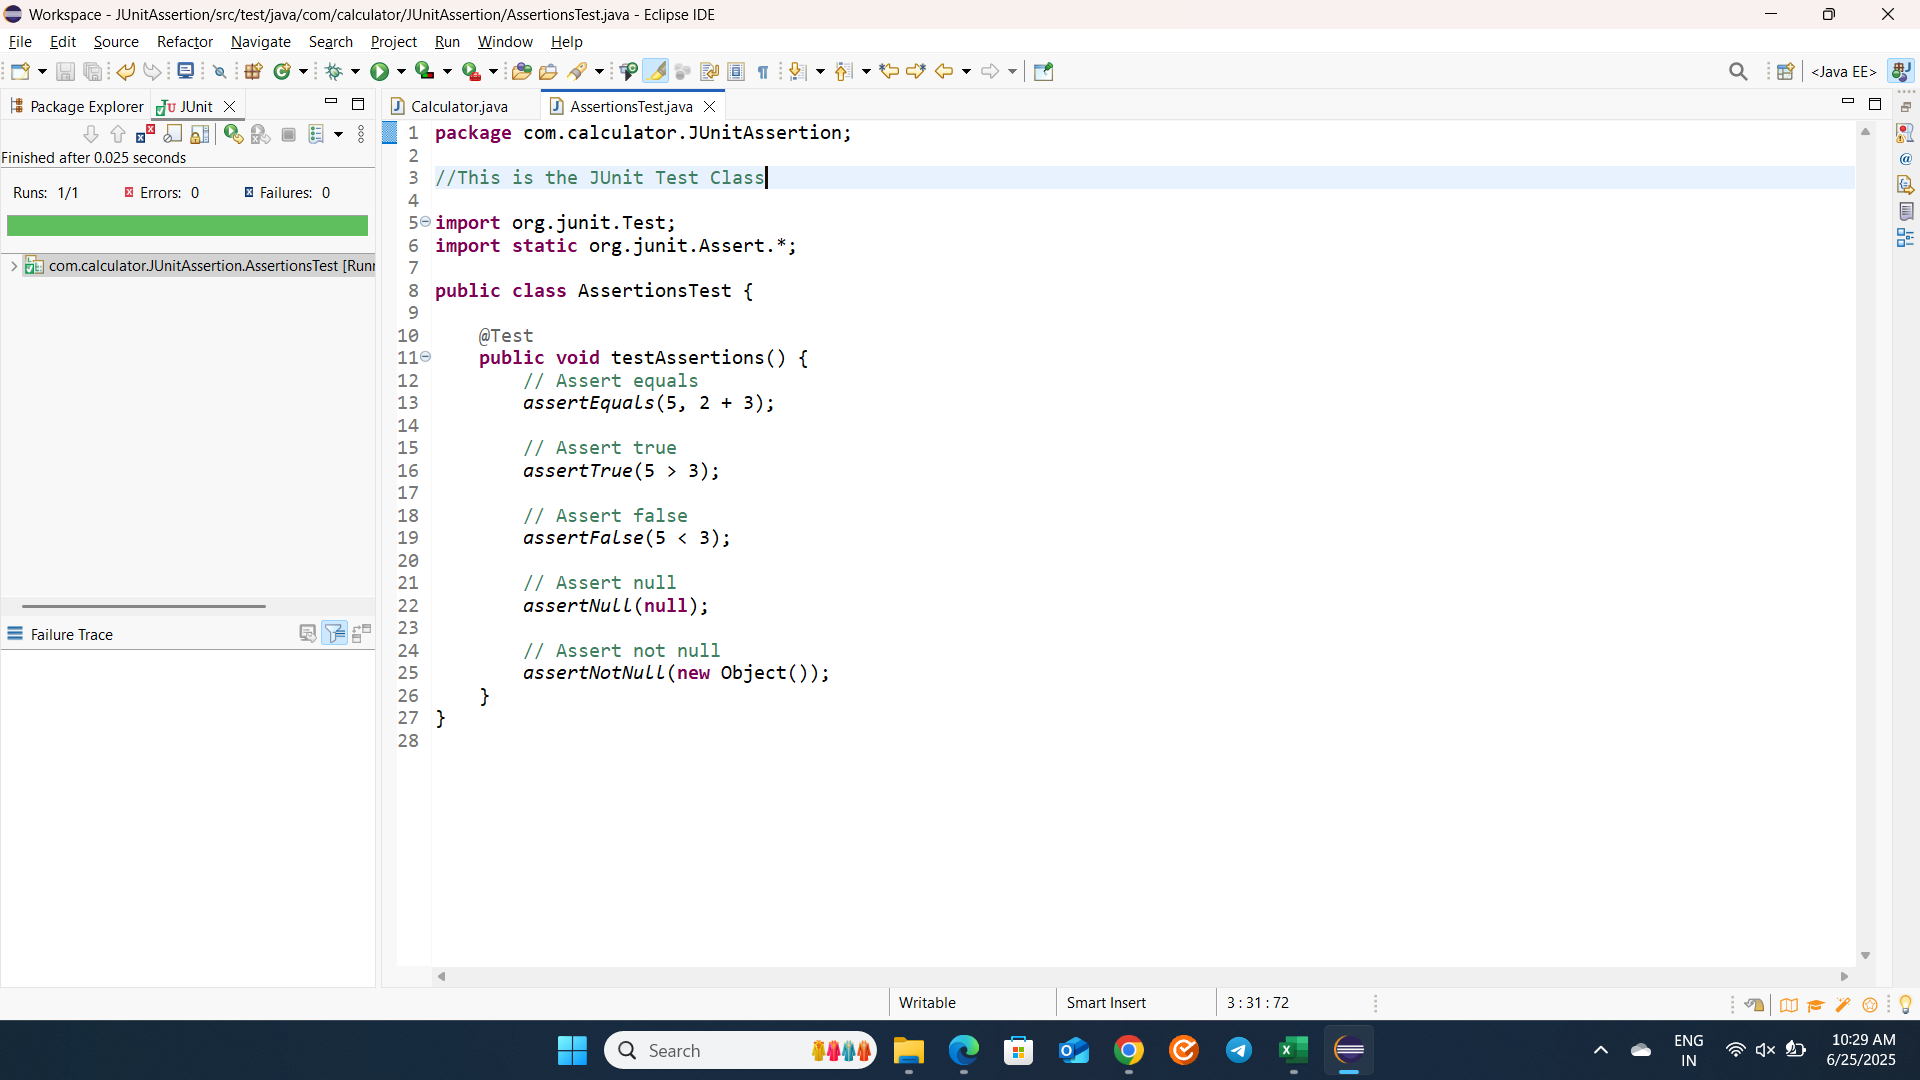 Workspace - JUnitAssertion/src/test/java/com/calculator/JUnitAssertion/AssertionsTest.java - Eclipse IDE
File Edit Source Refactor Navigate Search Project Run Window Help
<Java EE>
Package Explorer JUnit
Finished after 0.025 seconds
Runs: 1/1 Errors: 0 Failures: 0
com.calculator.JUnitAssertion.AssertionsTest [Runr
Failure Trace
Calculator.java AssertionsTest.java
1 package com.calculator.JUnitAssertion;
2
3 //This is the JUnit Test Class
4
5 import org.junit.Test;
6 import static org.junit.Assert.*;
7
8 public class AssertionsTest {
9
10 @Test
11 public void testAssertions() {
12 // Assert equals
13 assertEquals(5, 2 + 3);
14
15 // Assert true
16 assertTrue(5 > 3);
17
18 // Assert false
19 assertFalse(5 < 3);
20
21 // Assert null
22 assertNull(null);
23
24 // Assert not null
25 assertNotNull(new Object());
26 }
27 }
28
Writable Smart Insert 3 : 31 : 72
Search
ENG
IN
10:29 AM
6/25/2025